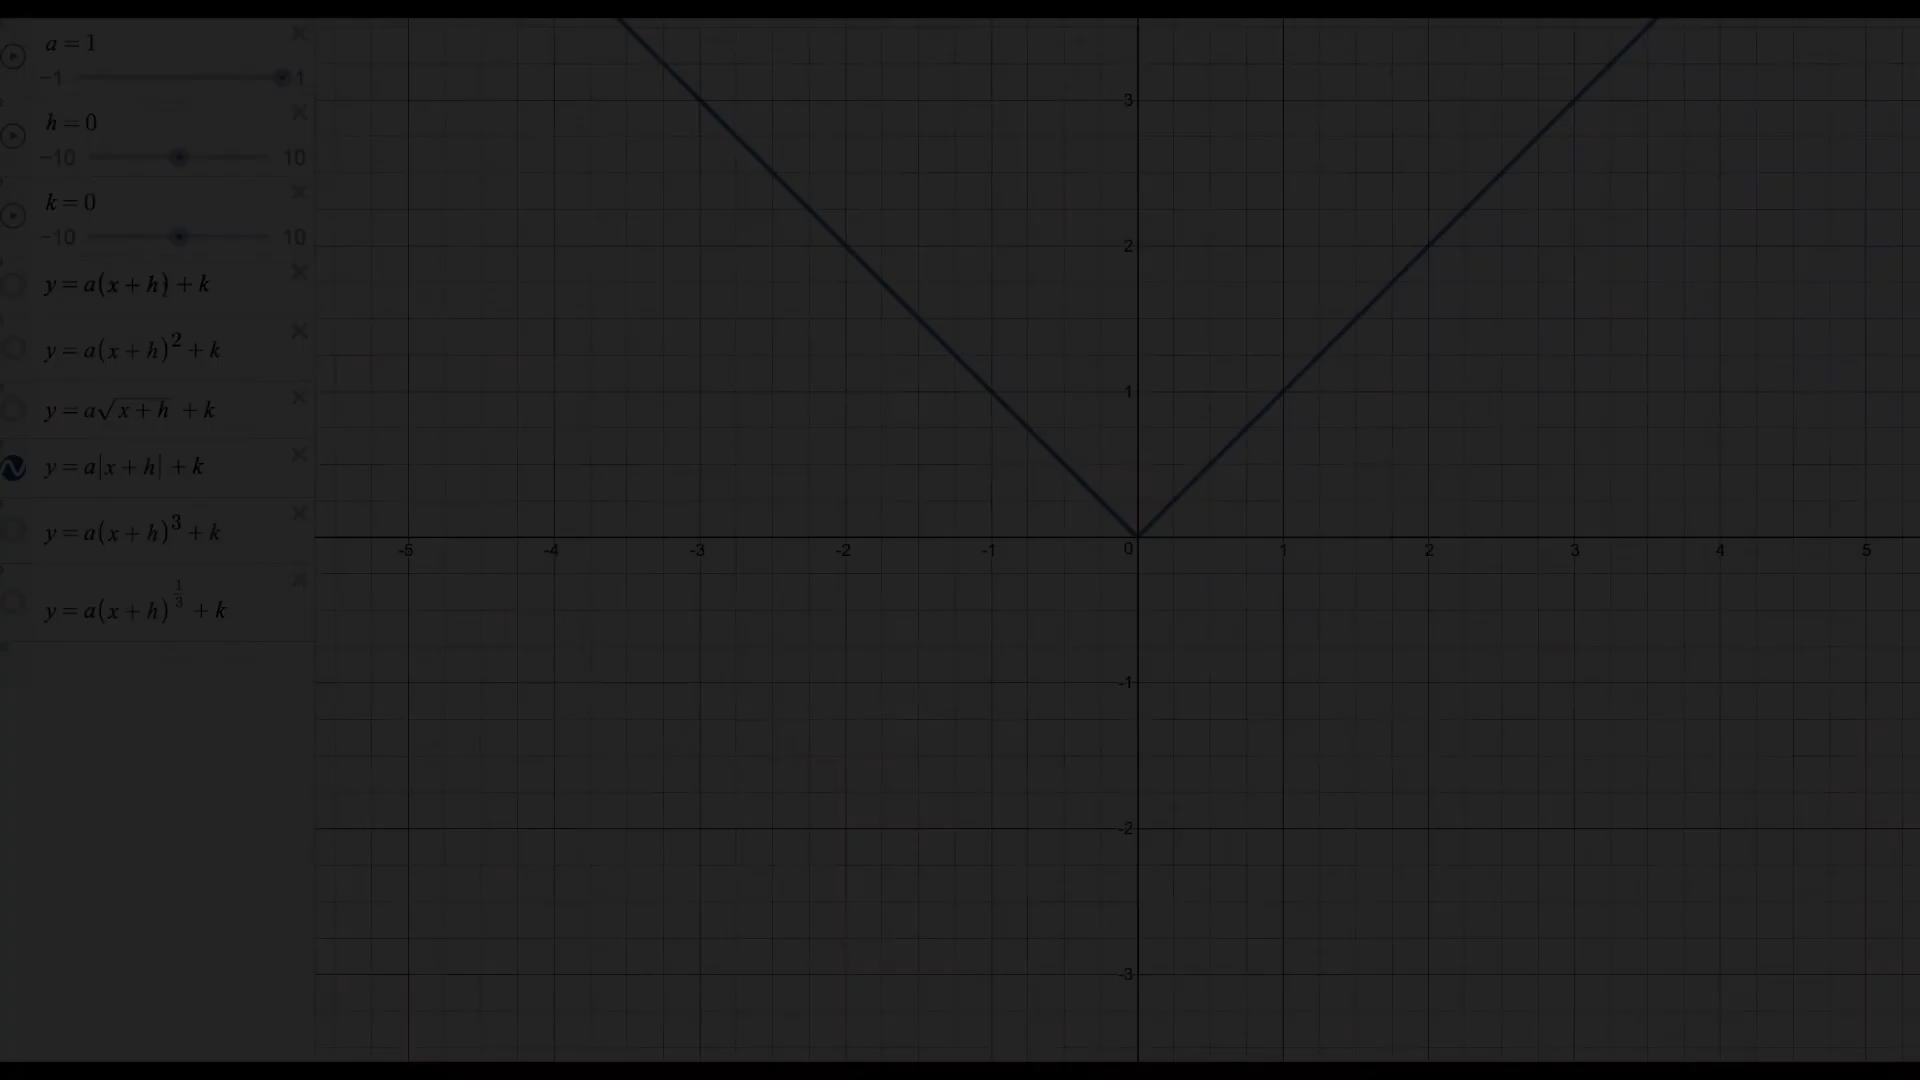 a = 1
−1 1
h = 0
−10 10
k = 0
−10 10
y = a(x + h) + k
y = a(x + h)² + k
y = a√(x + h) + k
y = a|x + h| + k
y = a(x + h)³ + k
y = a(x + h)^(1/3) + k
3
2
1
-5 -4 -3 -2 -1 0 1 2 3 4 5
-1
-2
-3